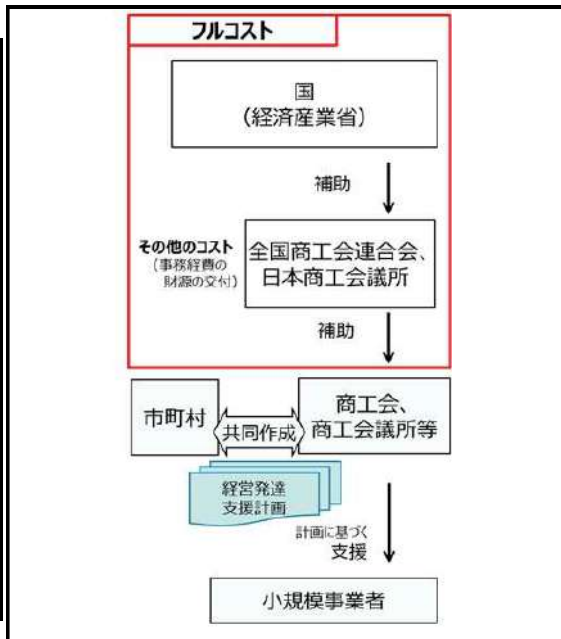 フルコスト
国
（経済産業省）
補助
その他のコスト
（事務経費の
財源の交付）
全国商工会連合会、
日本商工会議所
補助
市町村
共同作成
商工会、
商工会議所等
経営発達
支援計画
計画に基づく
支援
小規模事業者